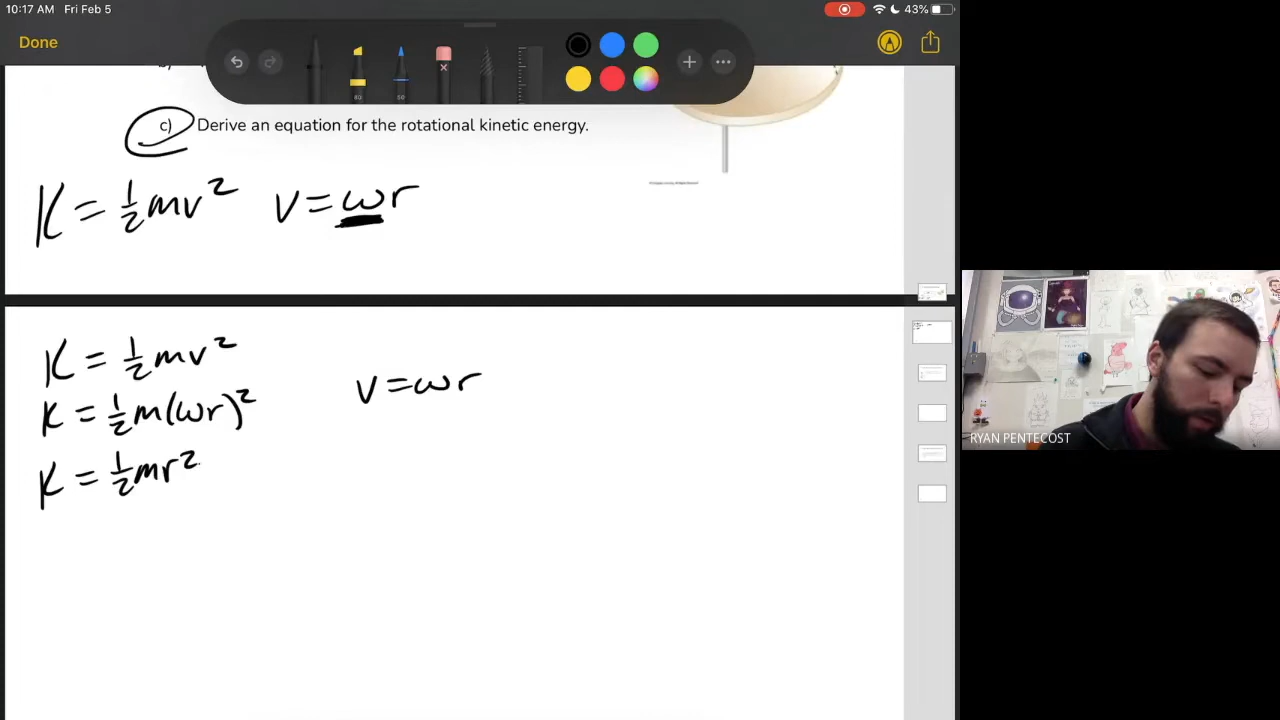 10:17 AM Fri Feb 5
43%
Done
c) Derive an equation for the rotational kinetic energy.
K = ½mv² v = ωr
K = ½mv²
v = ωr
K = ½m(ωr)²
K = ½mr²
RYAN PENTECOST